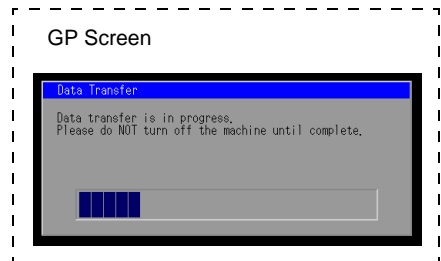 GP Screen
Data Transfer
Data transfer is in progress.
Please do NOT turn off the machine until complete.